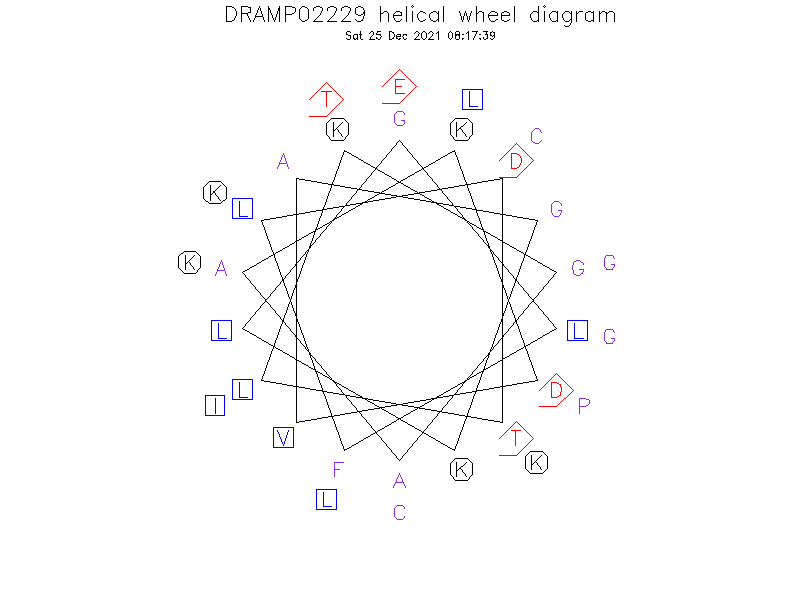 DRAMP02229 helical wheel diagram
Sat 25 Dec 2021 08:17:39
E
T L
G
K K
C
A D
K
L G
K A G G
L L G
L D
I P
V T
F K K
A
L
C